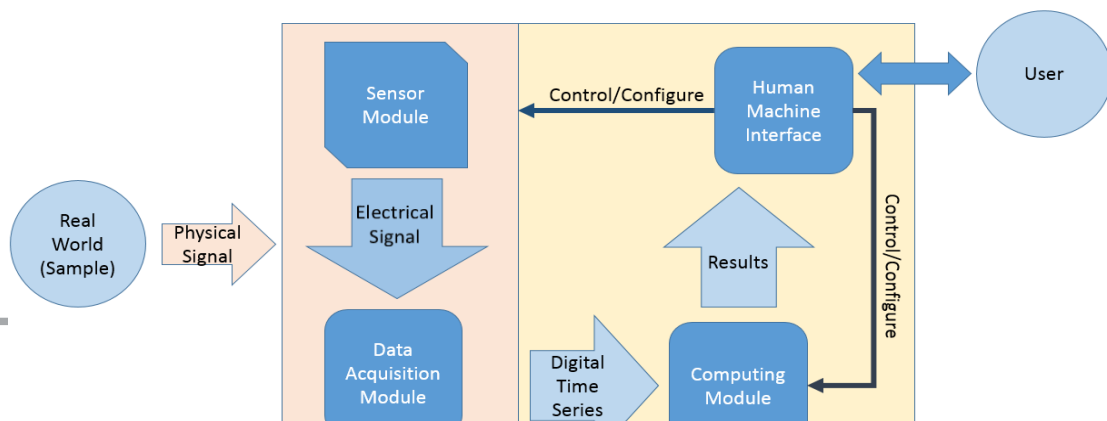 Sensor
Module
Control/Configure
Human
Machine
Interface
User
Real
World
(Sample)
Physical
Signal
Electrical
Signal
Results
Control/Configure
Data
Acquisition
Module
Digital
Time
Series
Computing
Module